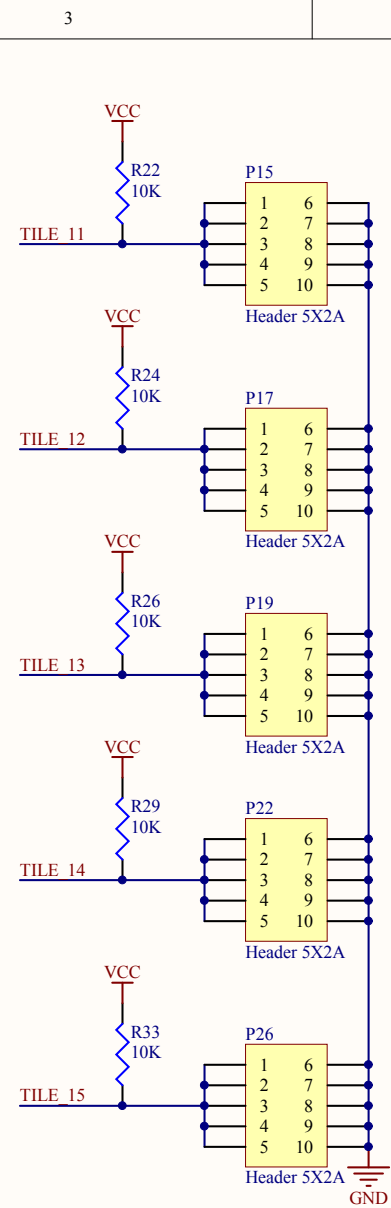 3
VCC
R22
10K
P15
TILE_11
1 6
2 7
3 8
4 9
5 10
Header 5X2A
VCC
R24
10K
P17
TILE_12
1 6
2 7
3 8
4 9
5 10
Header 5X2A
VCC
R26
10K
P19
TILE_13
1 6
2 7
3 8
4 9
5 10
Header 5X2A
VCC
R29
10K
P22
TILE_14
1 6
2 7
3 8
4 9
5 10
Header 5X2A
VCC
R33
10K
P26
TILE_15
1 6
2 7
3 8
4 9
5 10
Header 5X2A
GND